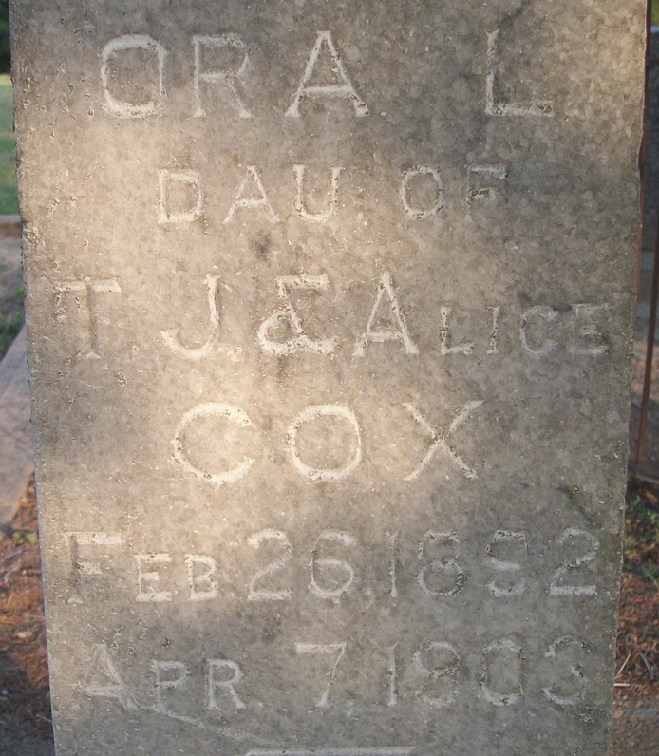 ORA L.
DAU. OF
T. J. & ALICE
COX
FEB. 26, 1892
APR. 7, 1903